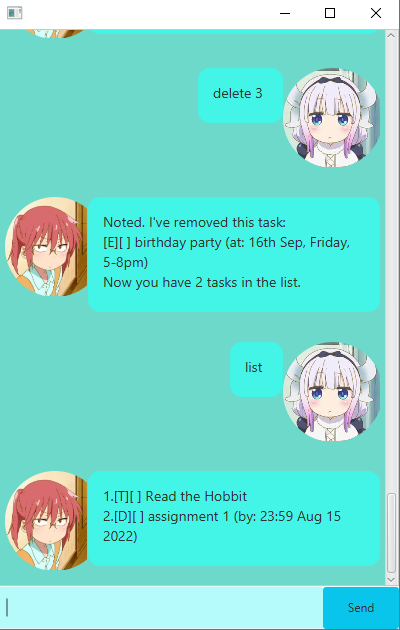 delete 3
Noted. I've removed this task:
[E][ ] birthday party (at: 16th Sep, Friday,
5-8pm)
Now you have 2 tasks in the list.
list
1.[T][ ] Read the Hobbit
2.[D][ ] assignment 1 (by: 23:59 Aug 15
2022)
Send